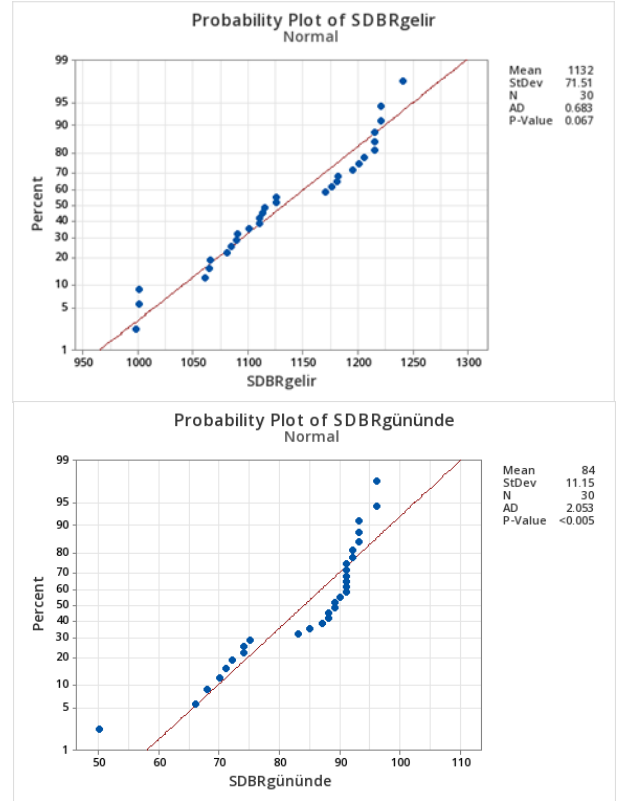 Probability Plot of SDBRgelir
Normal
Mean 1132
StDev 71.51
N 30
AD 0.683
P-Value 0.067
99
95
90
80
70
60
50
40
30
20
10
5
1
Percent
950 1000 1050 1100 1150 1200 1250 1300
SDBRgelir
Probability Plot of SDBRgününde
Normal
Mean 84
StDev 11.15
N 30
AD 2.053
P-Value <0.005
99
95
90
80
70
60
50
40
30
20
10
5
1
Percent
50 60 70 80 90 100 110
SDBRgününde